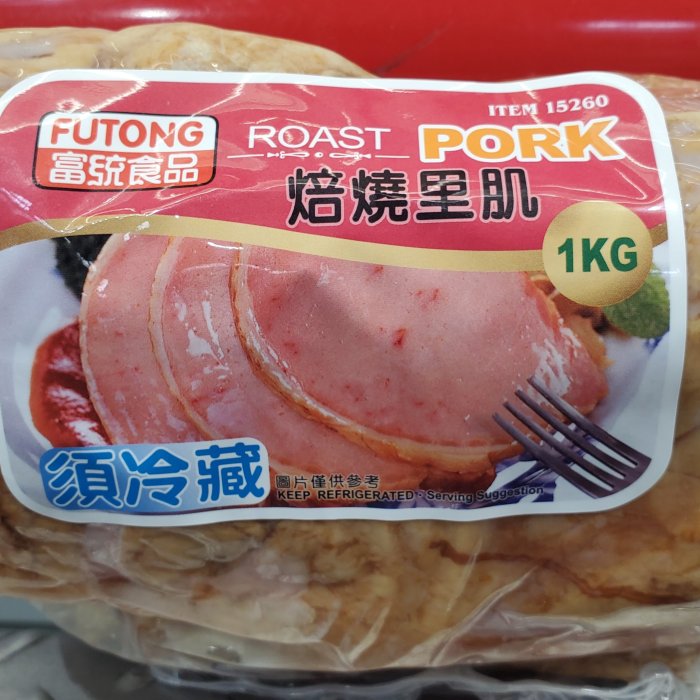 ITEM 15260
FUTONG
富統食品
ROAST PORK
焙燒里肌
1KG
須冷藏
圖片僅供參考
KEEP REFRIGERATED · Serving Suggestion